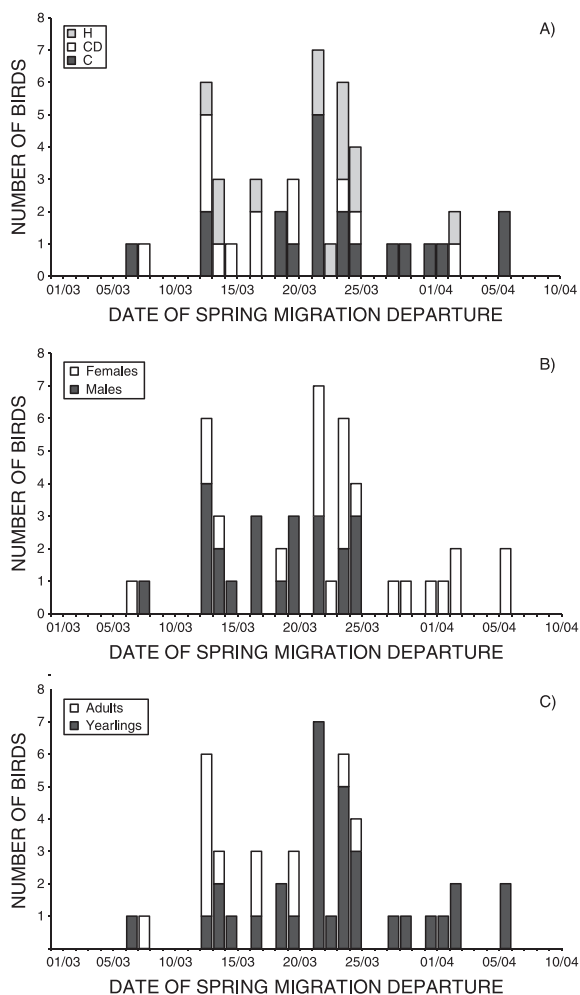 A)
H
CD
C
8
7
6
5
4
3
2
1
0
NUMBER OF BIRDS
01/03 05/03 10/03 15/03 20/03 25/03 01/04 05/04 10/04
DATE OF SPRING MIGRATION DEPARTURE
B)
Females
Males
8
7
6
5
4
3
2
1
0
NUMBER OF BIRDS
01/03 05/03 10/03 15/03 20/03 25/03 01/04 05/04 10/04
DATE OF SPRING MIGRATION DEPARTURE
C)
Adults
Yearlings
8
7
6
5
4
3
2
1
NUMBER OF BIRDS
01/03 05/03 10/03 15/03 20/03 25/03 01/04 05/04 10/04
DATE OF SPRING MIGRATION DEPARTURE